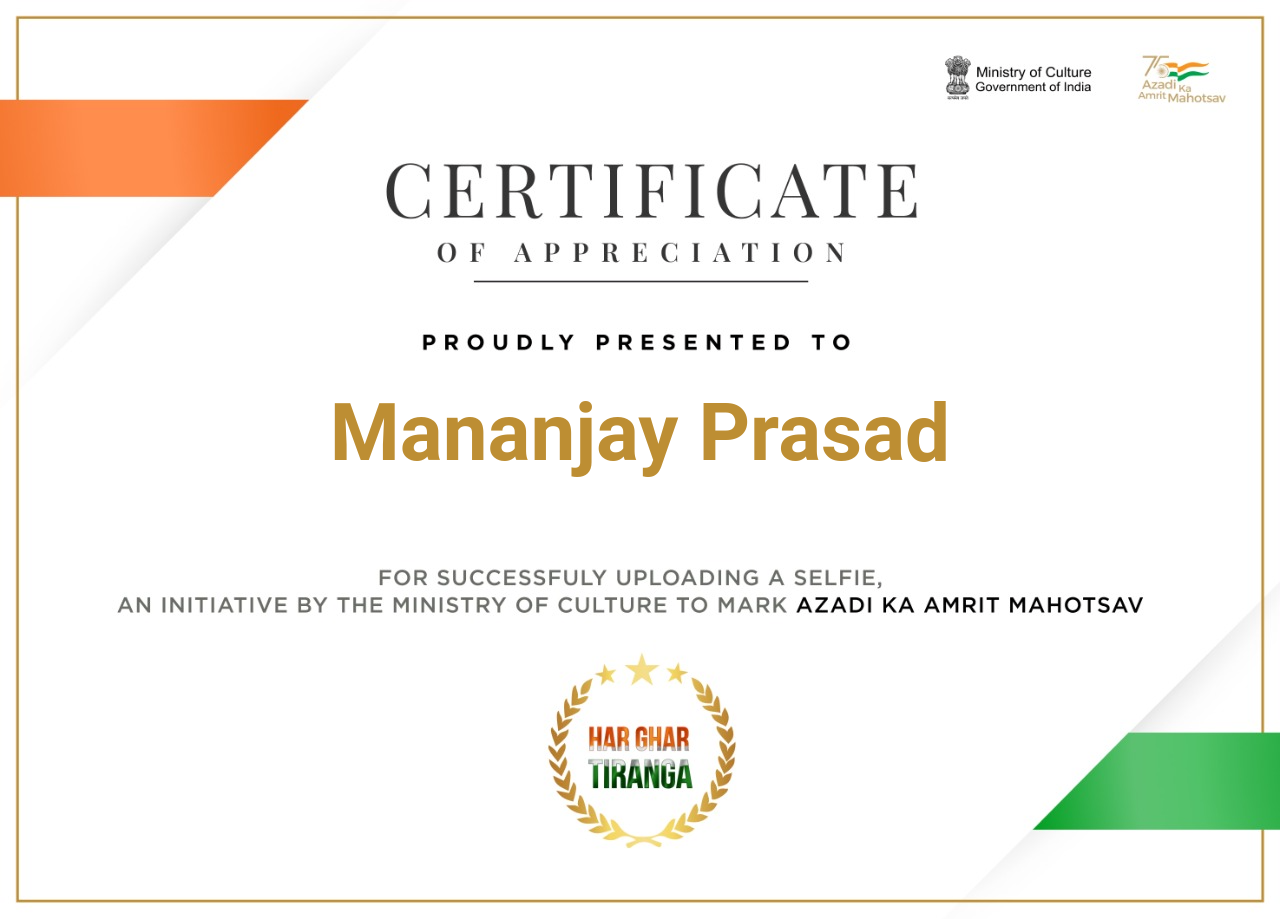 Ministry of Culture
Government of India
75
Azadi Ka
Amrit Mahotsav
CERTIFICATE
OF APPRECIATION
PROUDLY PRESENTED TO
Mananjay Prasad
FOR SUCCESSFULY UPLOADING A SELFIE,
AN INITIATIVE BY THE MINISTRY OF CULTURE TO MARK AZADI KA AMRIT MAHOTSAV
HAR GHAR
TIRANGA